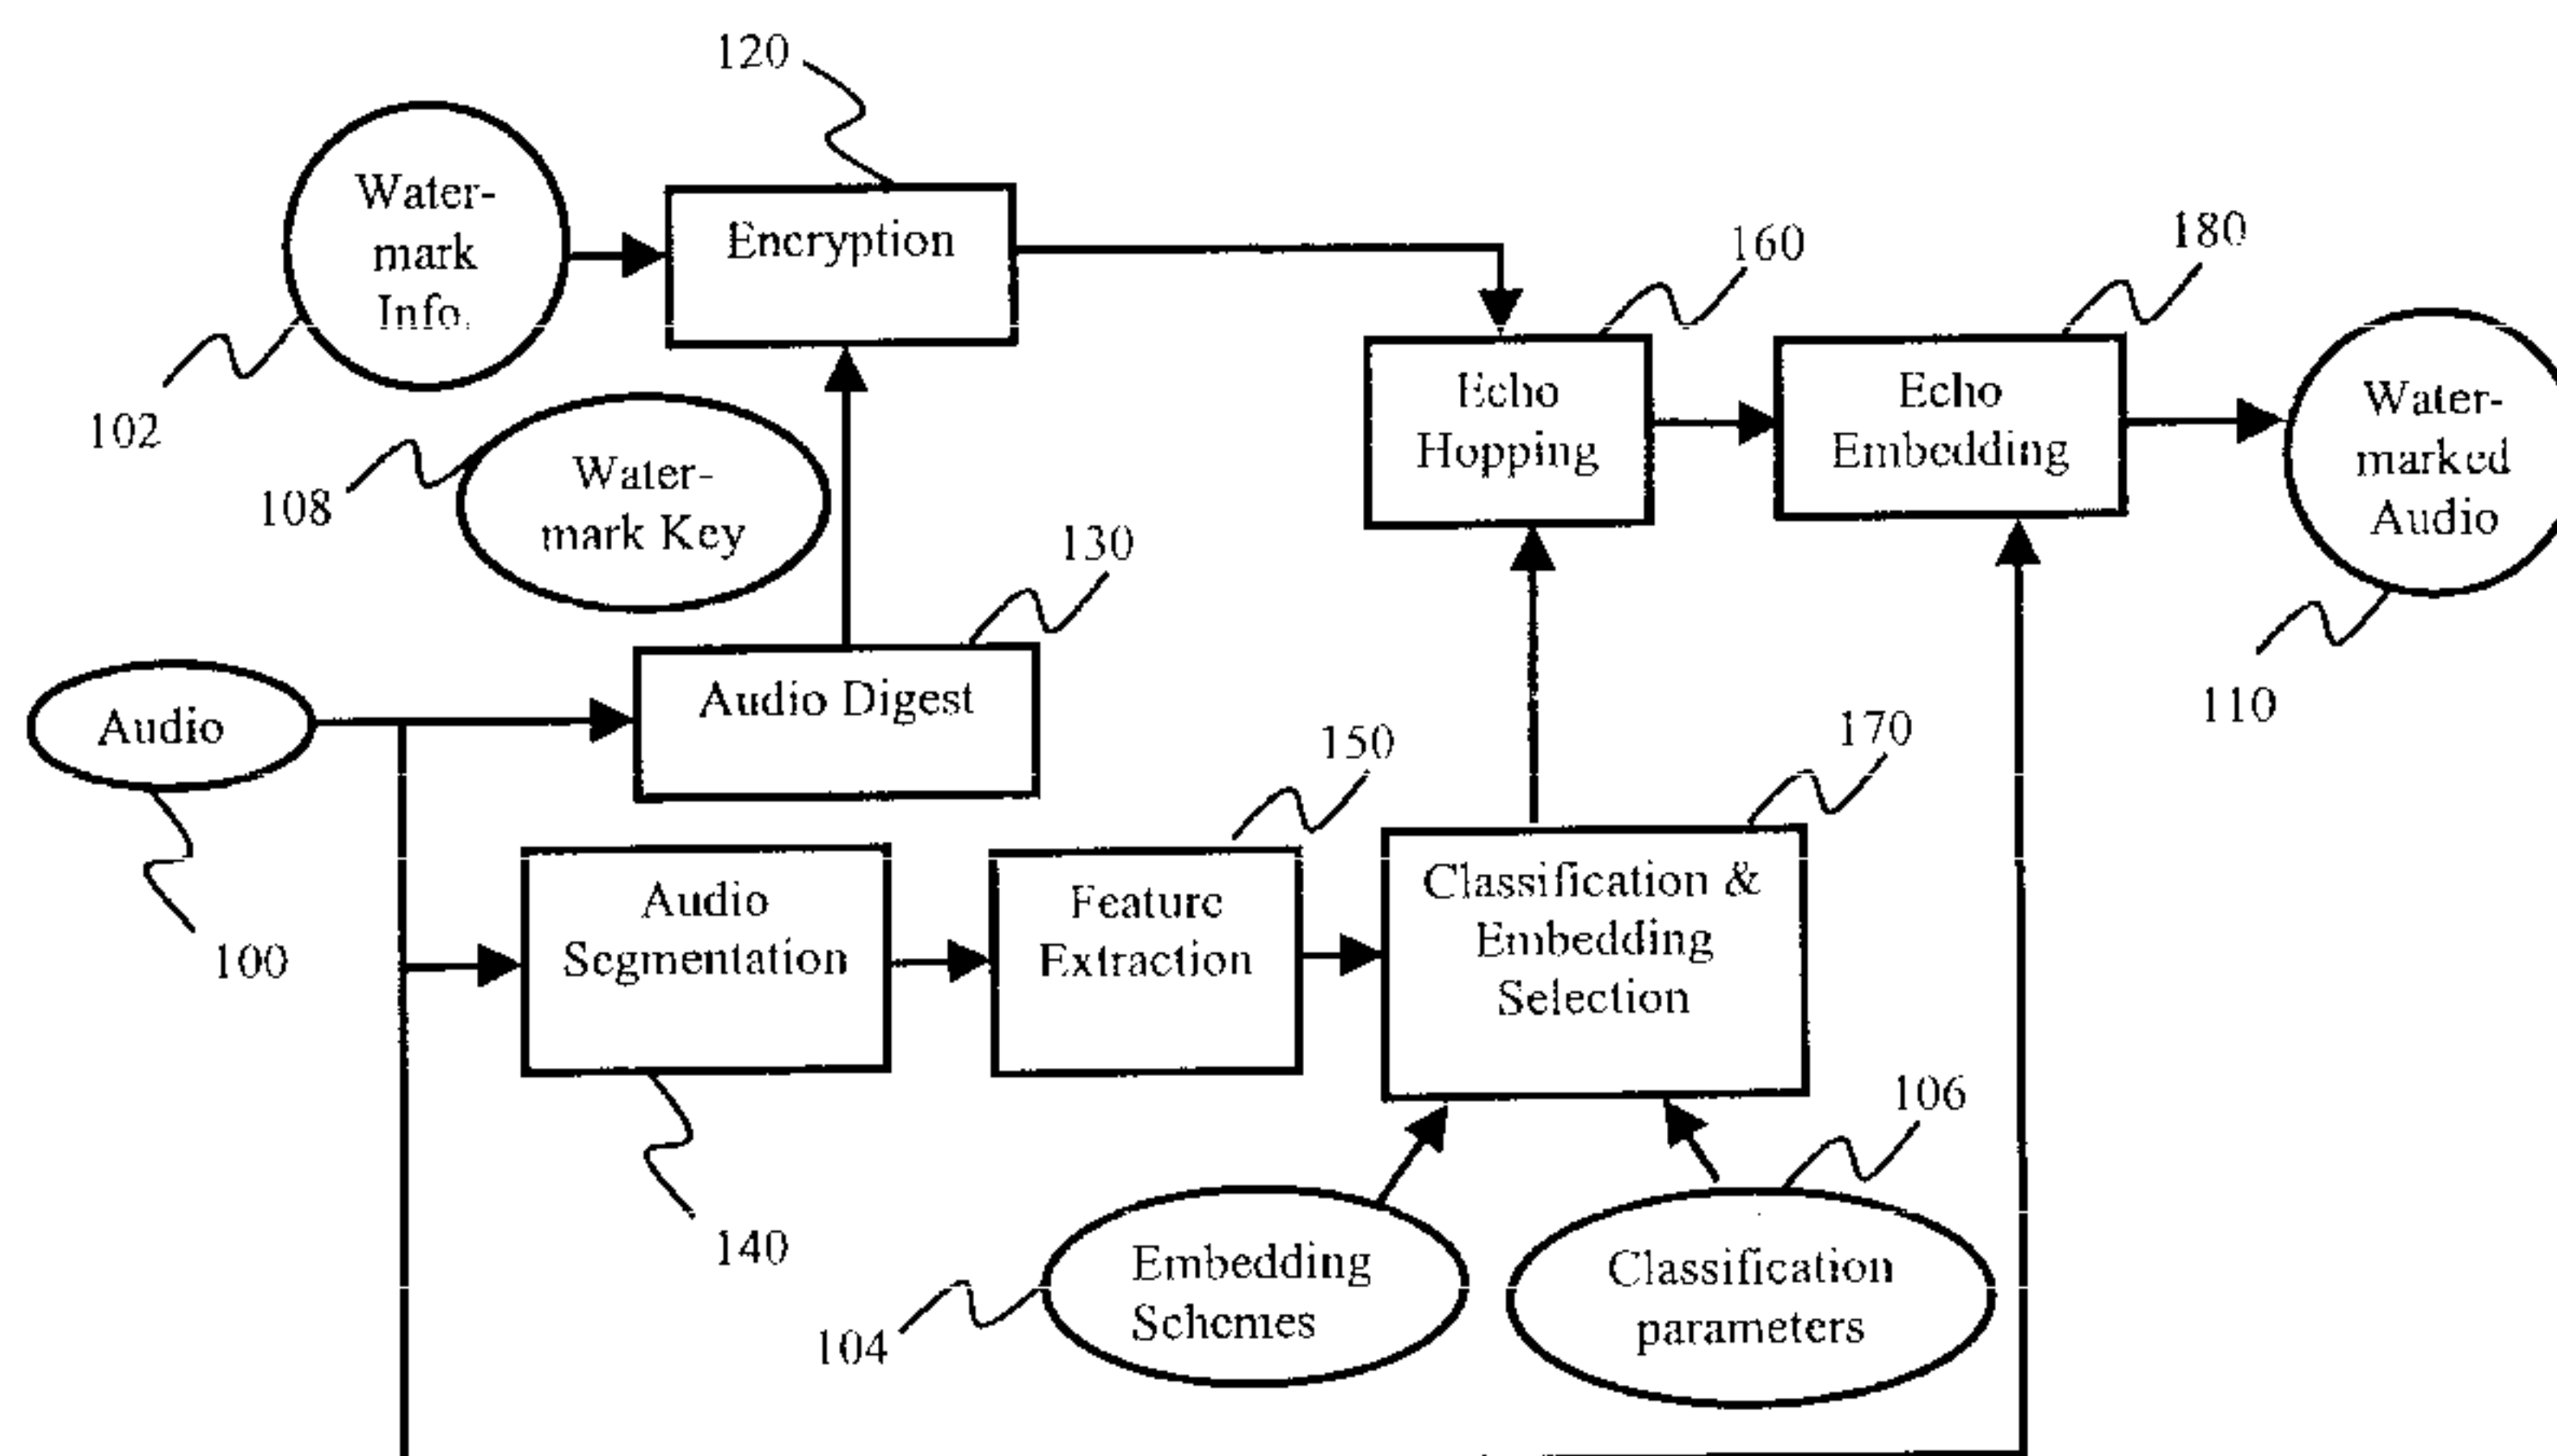 120
Water-
mark
Info.
Encryption
160
180
102
108
Water-
mark Key
Echo
Hopping
Echo
Embedding
Water-
marked
Audio
130
110
Audio
Audio Digest
150
170
100
Audio
Segmentation
Feature
Extraction
Classification &
Embedding
Selection
140
106
104
Embedding
Schemes
Classification
parameters